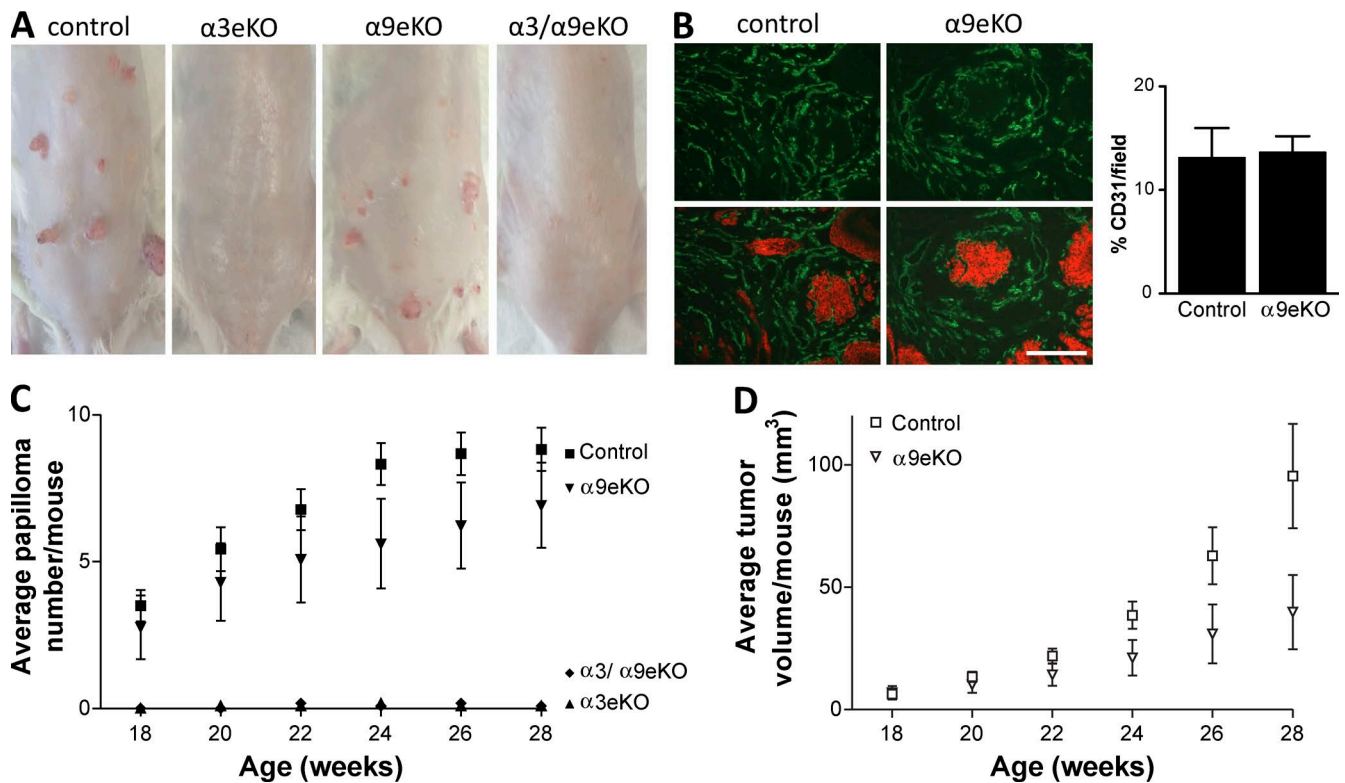 A
control
α3eKO
α9eKO
α3/α9eKO
B
control
α9eKO
20
10
0
% CD31/field
Control
α9eKO
C
10
5
0
Average papilloma
number/mouse
Control
α9eKO
α3/ α9eKO
α3eKO
18 20 22 24 26 28
Age (weeks)
D
Control
α9eKO
100
50
0
Average tumor
volume/mouse (mm³)
18 20 22 24 26 28
Age (weeks)